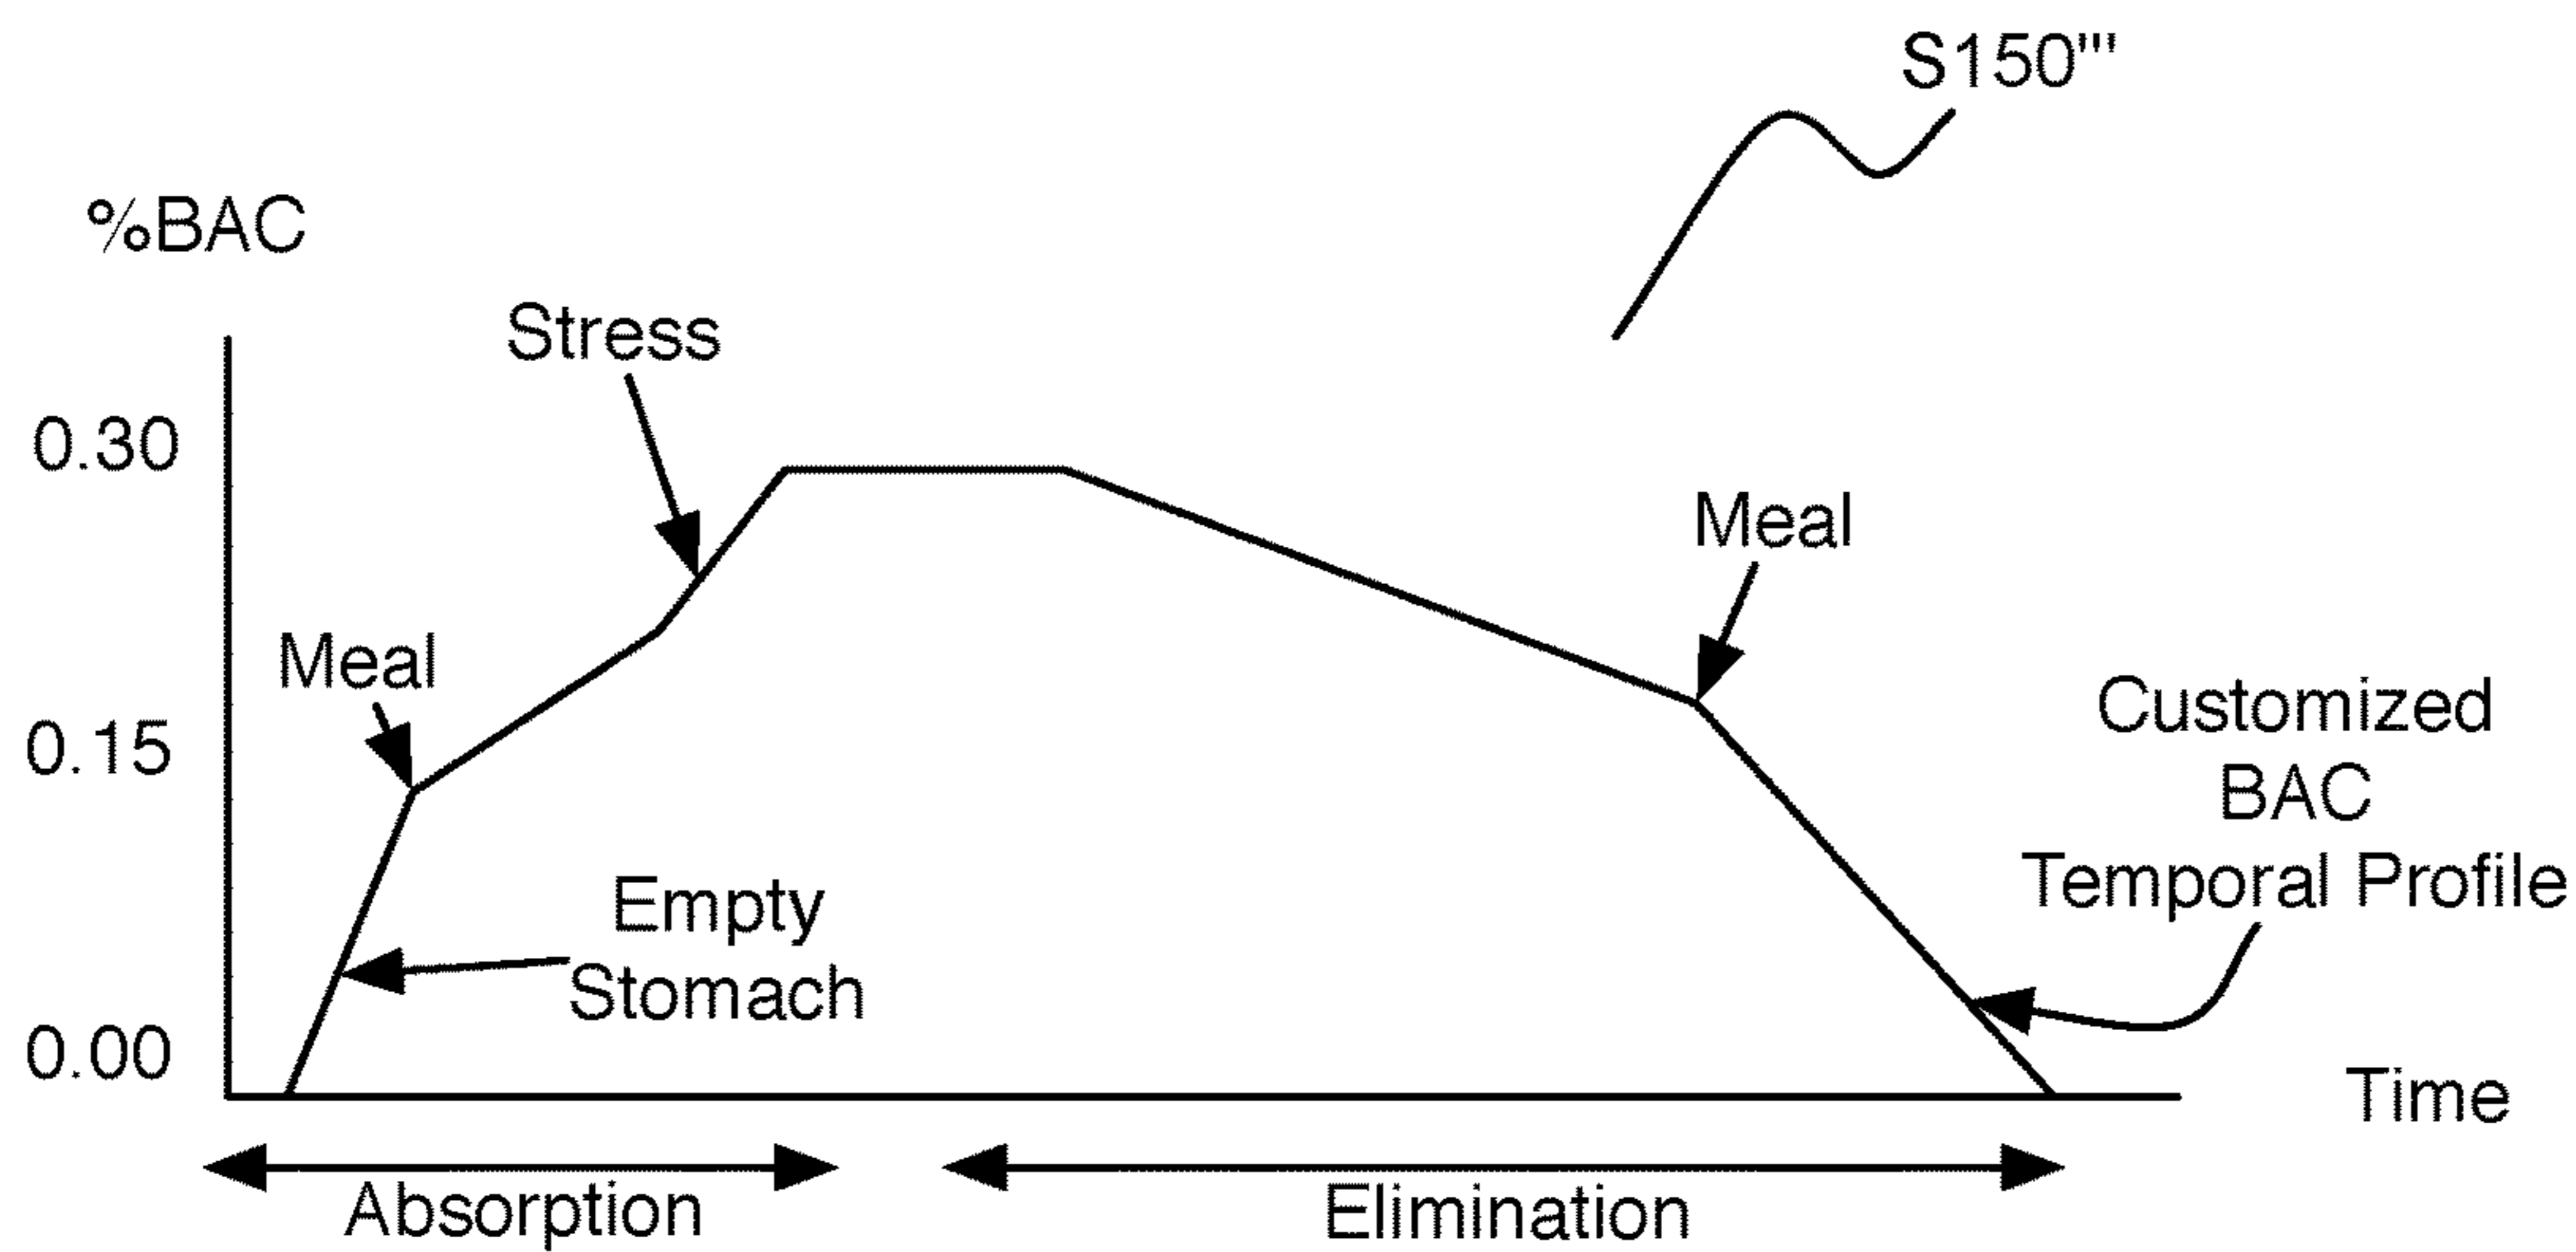 S150'''
%BAC
Stress
0.30
Meal
Meal
0.15
Customized
BAC
Temporal Profile
Empty
Stomach
0.00
Time
Absorption
Elimination